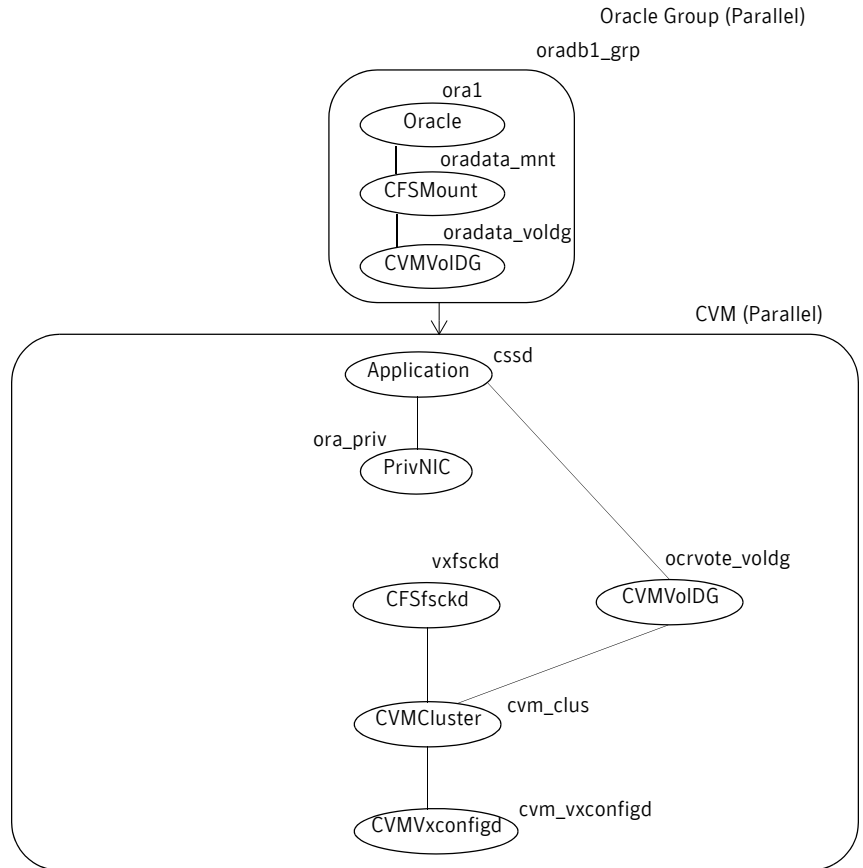 Oracle Group (Parallel)
oradb1_grp
ora1
Oracle
oradata_mnt
CFSMount
oradata_voldg
CVMVolDG
CVM (Parallel)
cssd
Application
ora_priv
PrivNIC
vxfsckd
ocrvote_voldg
CFSfsckd
CVMVolDG
CVMCluster
cvm_clus
CVMVxconfigd
cvm_vxconfigd